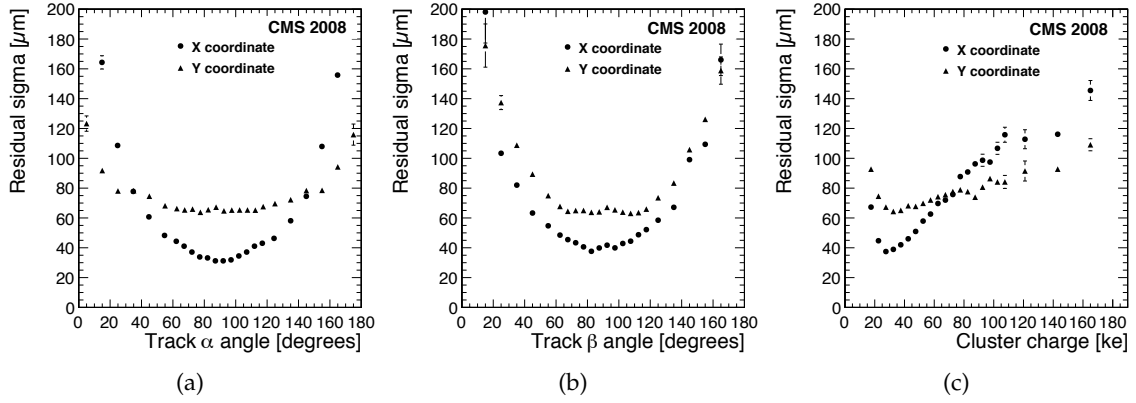 Residual sigma [μm]
200
180
160
140
120
100
80
60
40
20
0
CMS 2008
X coordinate
Y coordinate
0 20 40 60 80 100 120 140 160 180
Track α angle [degrees]
(a)
Residual sigma [μm]
200
180
160
140
120
100
80
60
40
20
0
CMS 2008
X coordinate
Y coordinate
0 20 40 60 80 100 120 140 160 180
Track β angle [degrees]
(b)
Residual sigma [μm]
200
180
160
140
120
100
80
60
40
20
0
CMS 2008
X coordinate
Y coordinate
0 20 40 60 80 100 120 140 160 180
Cluster charge [ke]
(c)